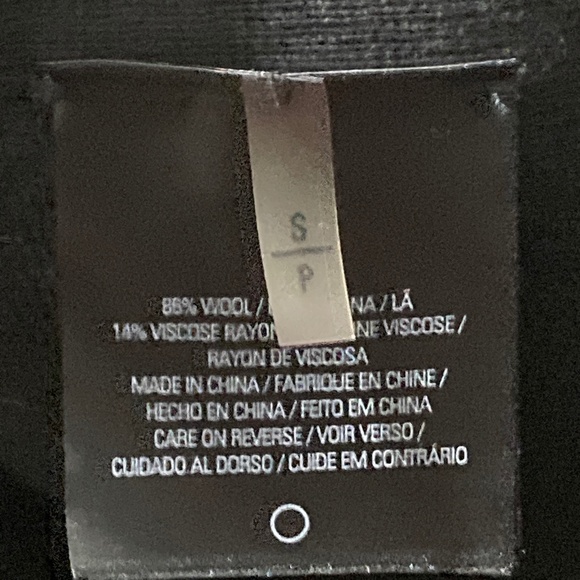 S
P
86% WOOL / NA / LÃ
14% VISCOSE RAYON NE VISCOSE /
RAYON DE VISCOSA
MADE IN CHINA / FABRIQUE EN CHINE /
HECHO EN CHINA / FEITO EM CHINA
CARE ON REVERSE / VOIR VERSO /
CUIDADO AL DORSO / CUIDE EM CONTRÁRIO